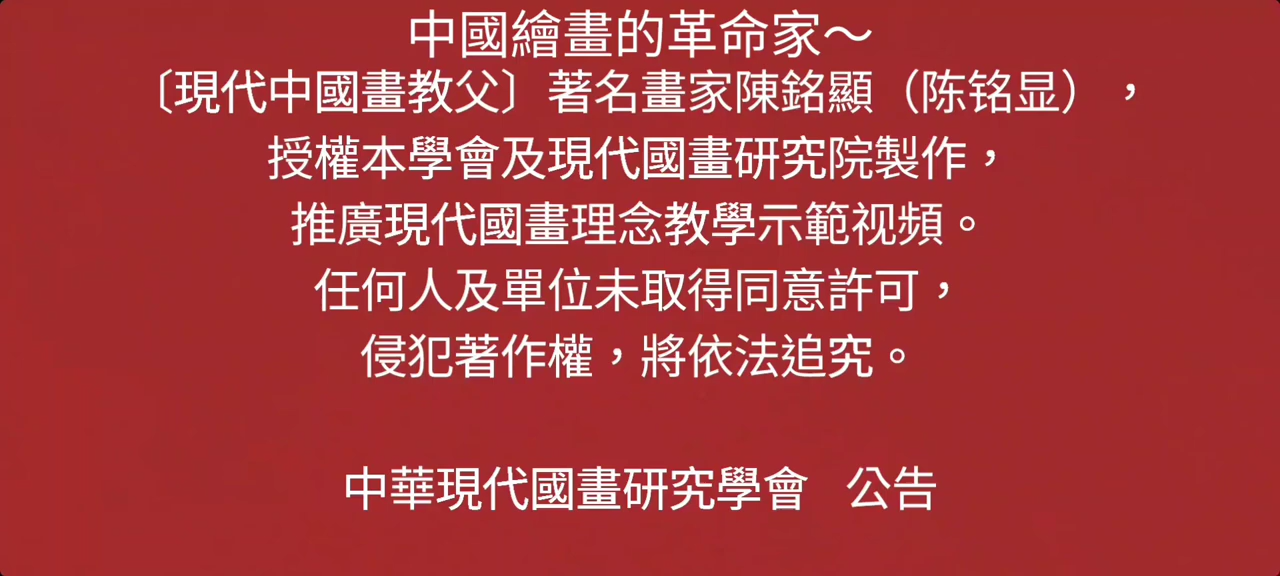 中國繪畫的革命家～
〔現代中國畫教父〕著名畫家陳銘顯（陈铭显），
授權本學會及現代國畫研究院製作，
推廣現代國畫理念教學示範视頻。
任何人及單位未取得同意許可，
侵犯著作權，將依法追究。
中華現代國畫研究學會 公告